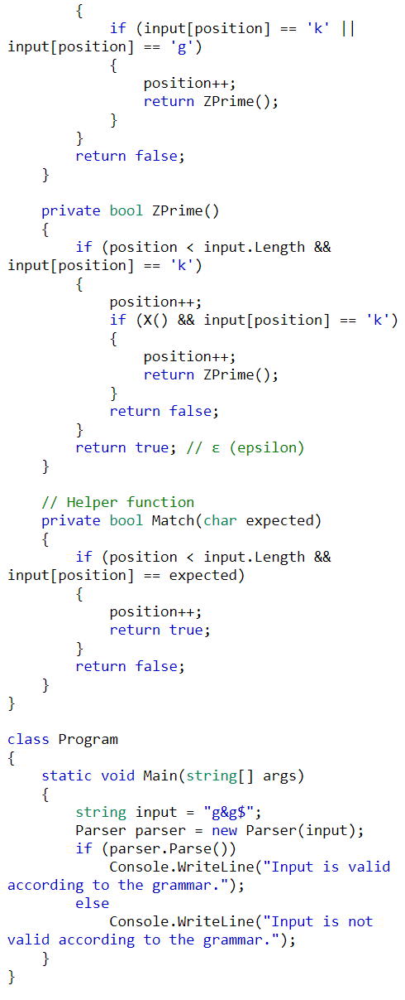 {
            if (input[position] == 'k' ||
input[position] == 'g')
            {
                position++;
                return ZPrime();
            }
        }
        return false;
    }

    private bool ZPrime()
    {
        if (position < input.Length &&
input[position] == 'k')
        {
            position++;
            if (X() && input[position] == 'k')
            {
                position++;
                return ZPrime();
            }
            return false;
        }
        return true; // ε (epsilon)
    }

    // Helper function
    private bool Match(char expected)
    {
        if (position < input.Length &&
input[position] == expected)
        {
            position++;
            return true;
        }
        return false;
    }
}

class Program
{
    static void Main(string[] args)
    {
        string input = "g&g$";
        Parser parser = new Parser(input);
        if (parser.Parse())
            Console.WriteLine("Input is valid
according to the grammar.");
        else
            Console.WriteLine("Input is not
valid according to the grammar.");
    }
}